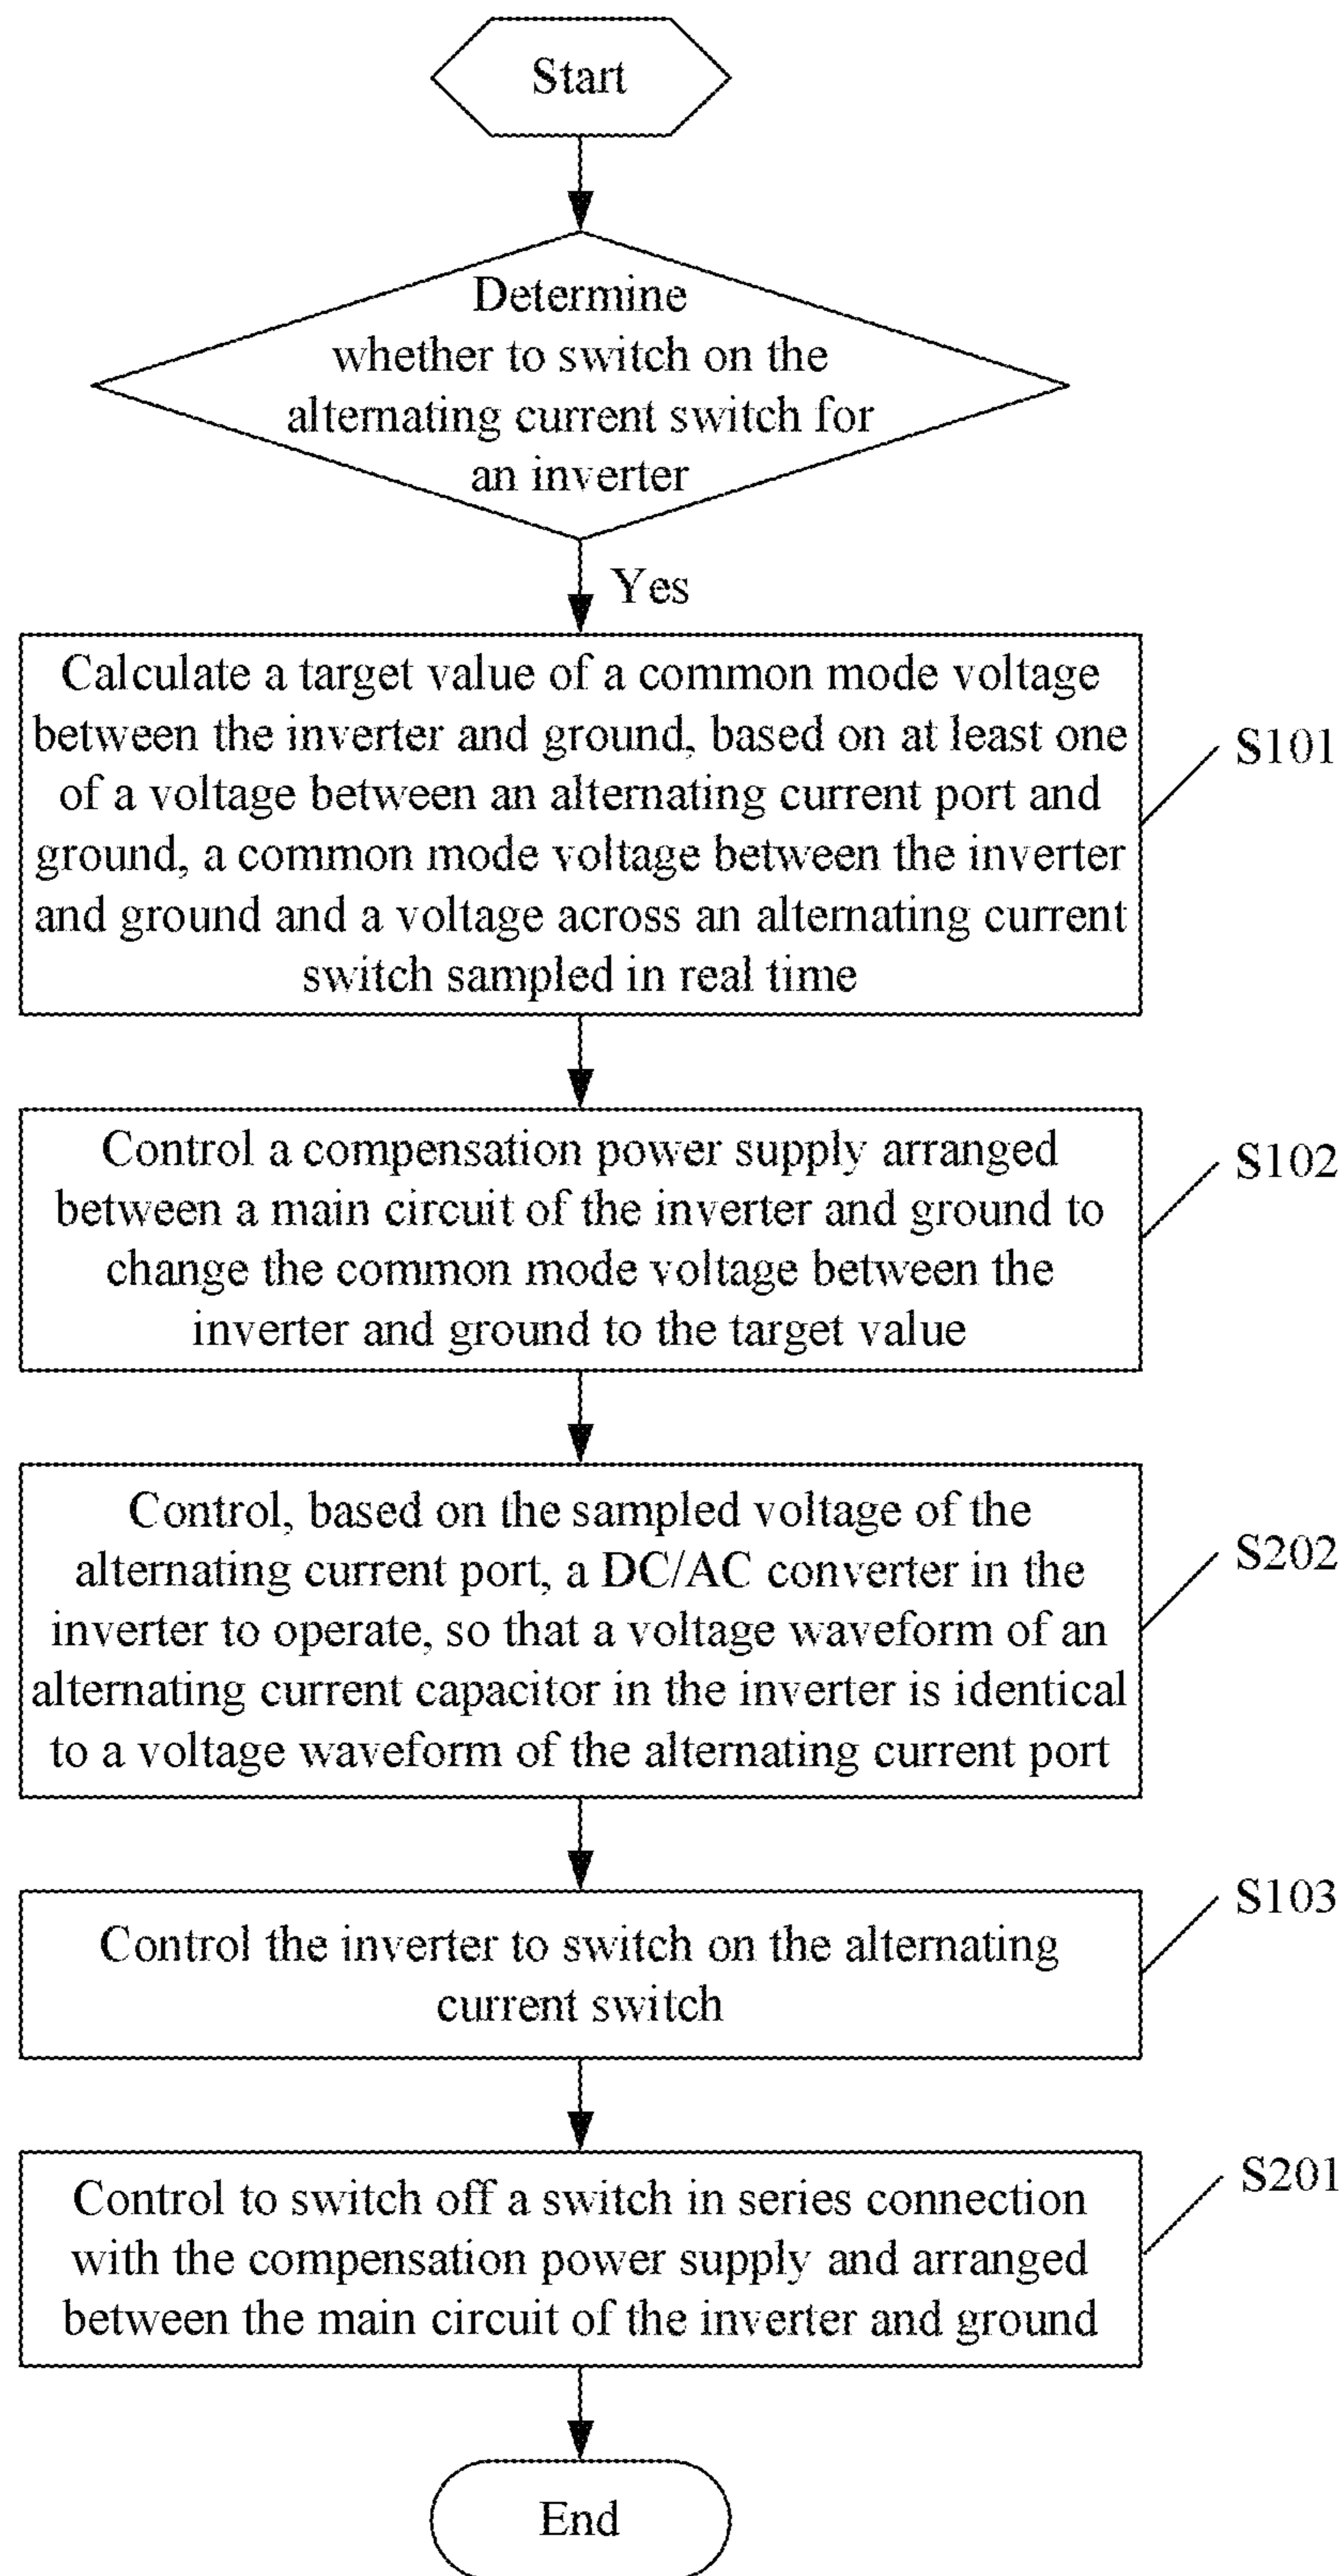 Start
Determine
whether to switch on the
alternating current switch for
an inverter
Yes
Calculate a target value of a common mode voltage
between the inverter and ground, based on at least one
of a voltage between an alternating current port and
ground, a common mode voltage between the inverter
and ground and a voltage across an alternating current
switch sampled in real time
S101
Control a compensation power supply arranged
between a main circuit of the inverter and ground to
change the common mode voltage between the
inverter and ground to the target value
S102
Control, based on the sampled voltage of the
alternating current port, a DC/AC converter in the
inverter to operate, so that a voltage waveform of an
alternating current capacitor in the inverter is identical
to a voltage waveform of the alternating current port
S202
Control the inverter to switch on the alternating
current switch
S103
Control to switch off a switch in series connection
with the compensation power supply and arranged
between the main circuit of the inverter and ground
S201
End